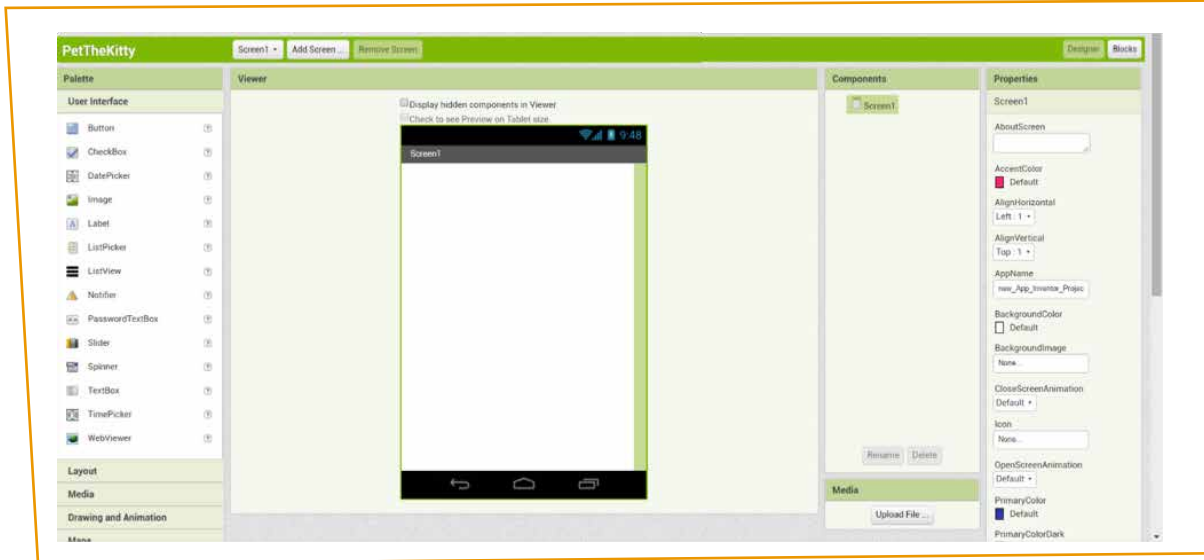 PetTheKitty
Screen1
Add Screen ...
Remove Screen
Designer
Blocks
Palette
User Interface
Button
CheckBox
DatePicker
Image
Label
ListPicker
ListView
Notifier
PasswordTextBox
Slider
Spinner
TextBox
TimePicker
WebViewer
Layout
Media
Drawing and Animation
Maps
Viewer
Display hidden components in Viewer
Check to see Preview on Tablet size.
9:48
Screen1
Components
Screen1
Rename
Delete
Media
Upload File ...
Properties
Screen1
AboutScreen
AccentColor
Default
AlignHorizontal
Left : 1
AlignVertical
Top : 1
AppName
new_App_Inventor_Projec
BackgroundColor
Default
BackgroundImage
None...
CloseScreenAnimation
Default
Icon
None...
OpenScreenAnimation
Default
PrimaryColor
Default
PrimaryColorDark